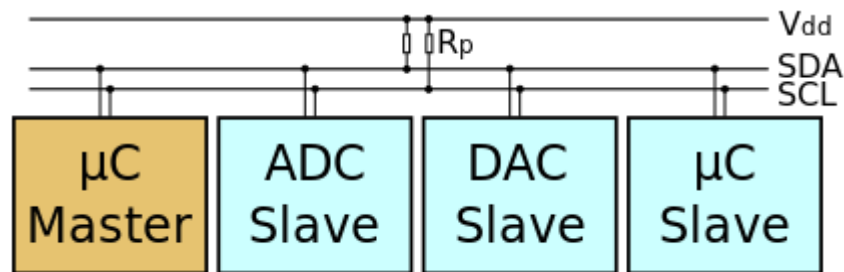 Vdd
Rp
SDA
SCL
µC
Master
ADC
Slave
DAC
Slave
µC
Slave